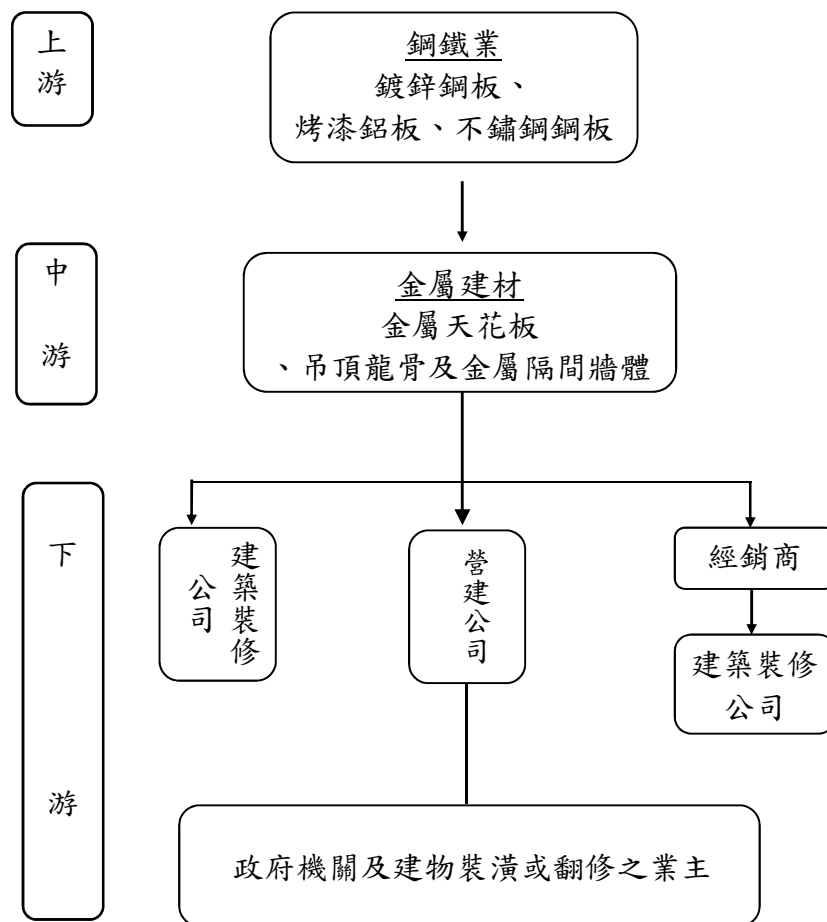 上
游
鋼鐵業
鍍鋅鋼板、
烤漆鋁板、不鏽鋼鋼板
中
游
金屬建材
金屬天花板
、吊頂龍骨及金屬隔間牆體
下
游
建築裝修
公司
營建公司
經銷商
建築裝修
公司
政府機關及建物裝潢或翻修之業主